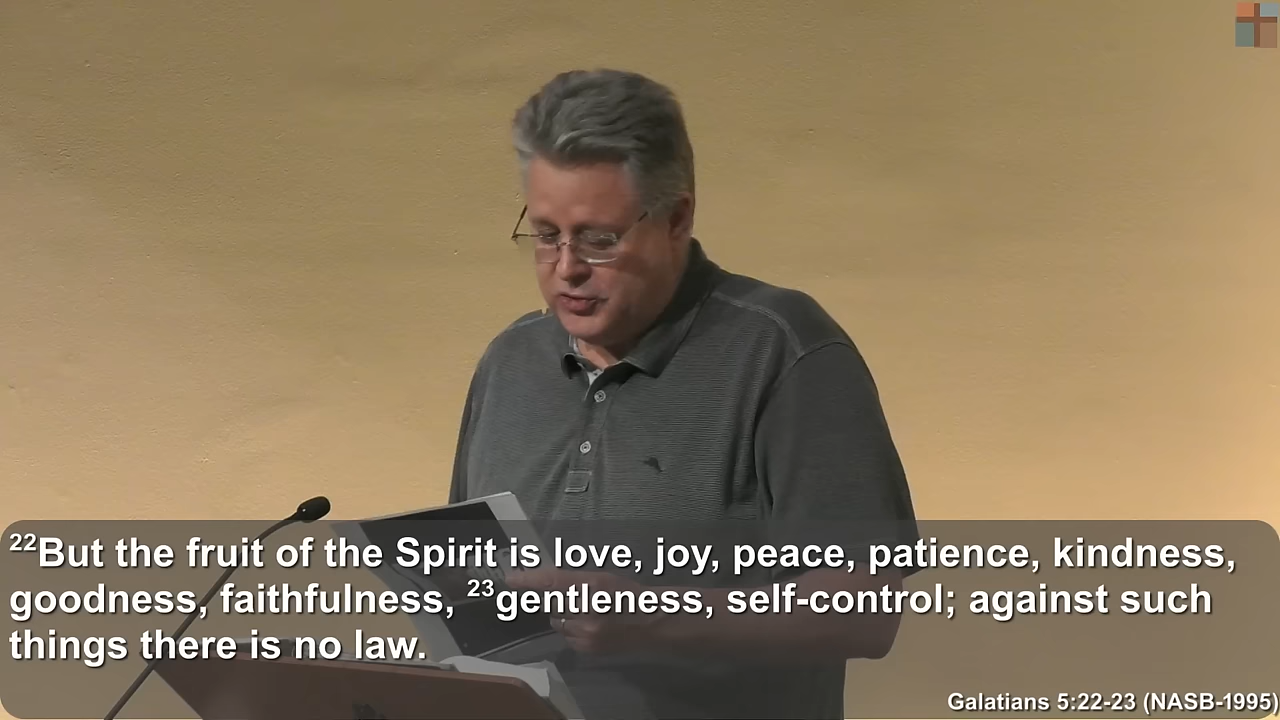 ²²But the fruit of the Spirit is love, joy, peace, patience, kindness,
goodness, faithfulness, ²³gentleness, self-control; against such
things there is no law.
Galatians 5:22-23 (NASB-1995)